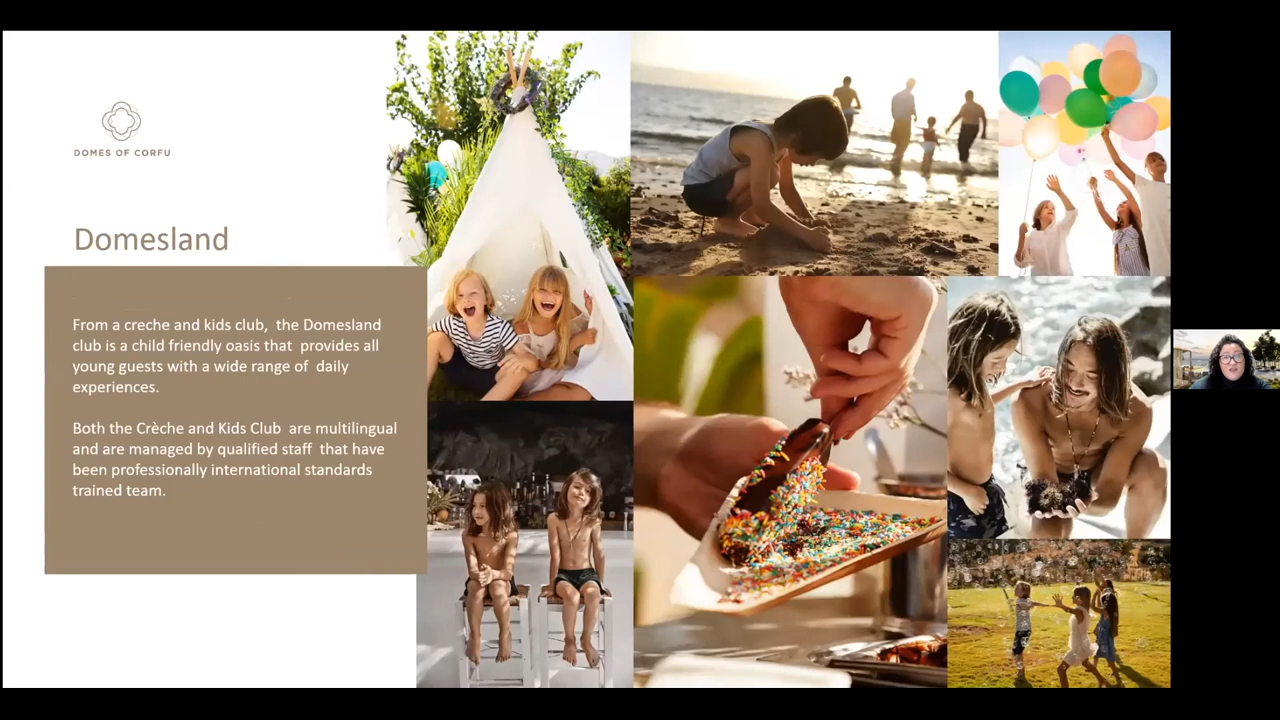 DOMES OF CORFU
Domesland
From a creche and kids club, the Domesland
club is a child friendly oasis that provides all
young guests with a wide range of daily
experiences.
Both the Crèche and Kids Club are multilingual
and are managed by qualified staff that have
been professionally international standards
trained team.